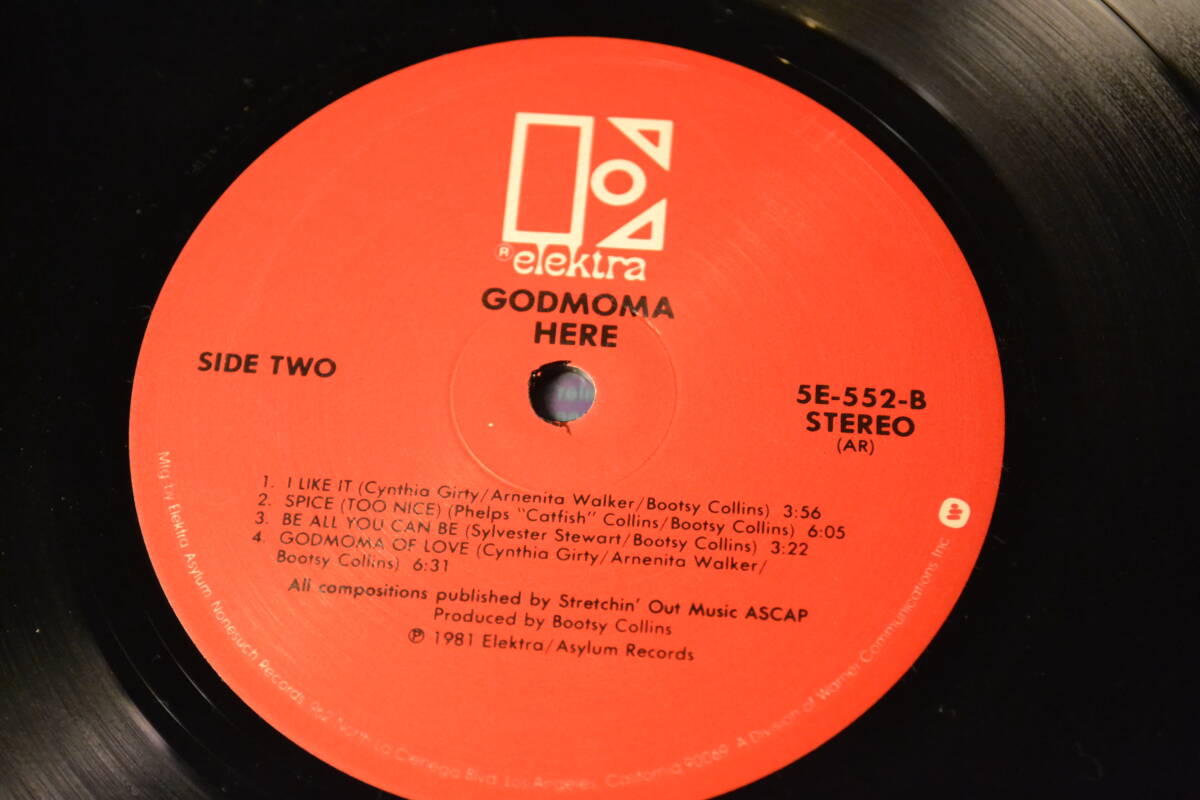 ® elektra
GODMOMA
HERE
SIDE TWO
5E-552-B
STEREO
(AR)
1. I LIKE IT (Cynthia Girty/Arnenita Walker/Bootsy Collins) 3:56
2. SPICE (TOO NICE) (Phelps "Catfish" Collins/Bootsy Collins) 6:05
3. BE ALL YOU CAN BE (Sylvester Stewart/Bootsy Collins) 3:22
4. GODMOMA OF LOVE (Cynthia Girty/Arnenita Walker/
Bootsy Collins) 6:31
All compositions published by Stretchin' Out Music ASCAP
Produced by Bootsy Collins
℗ 1981 Elektra/Asylum Records
Mfg. by Elektra Asylum Nonesuch Records, 962 North La Cienega Blvd. Los Angeles, California 90069 A Division of Warner Communications Inc.